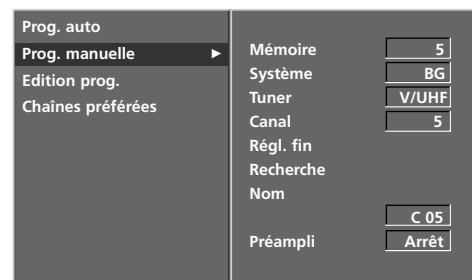 Prog. auto
Prog. manuelle ►
Edition prog.
Chaînes préférées
Mémoire 5
Système BG
Tuner V/UHF
Canal 5
Régl. fin
Recherche
Nom
C 05
Préampli Arrêt